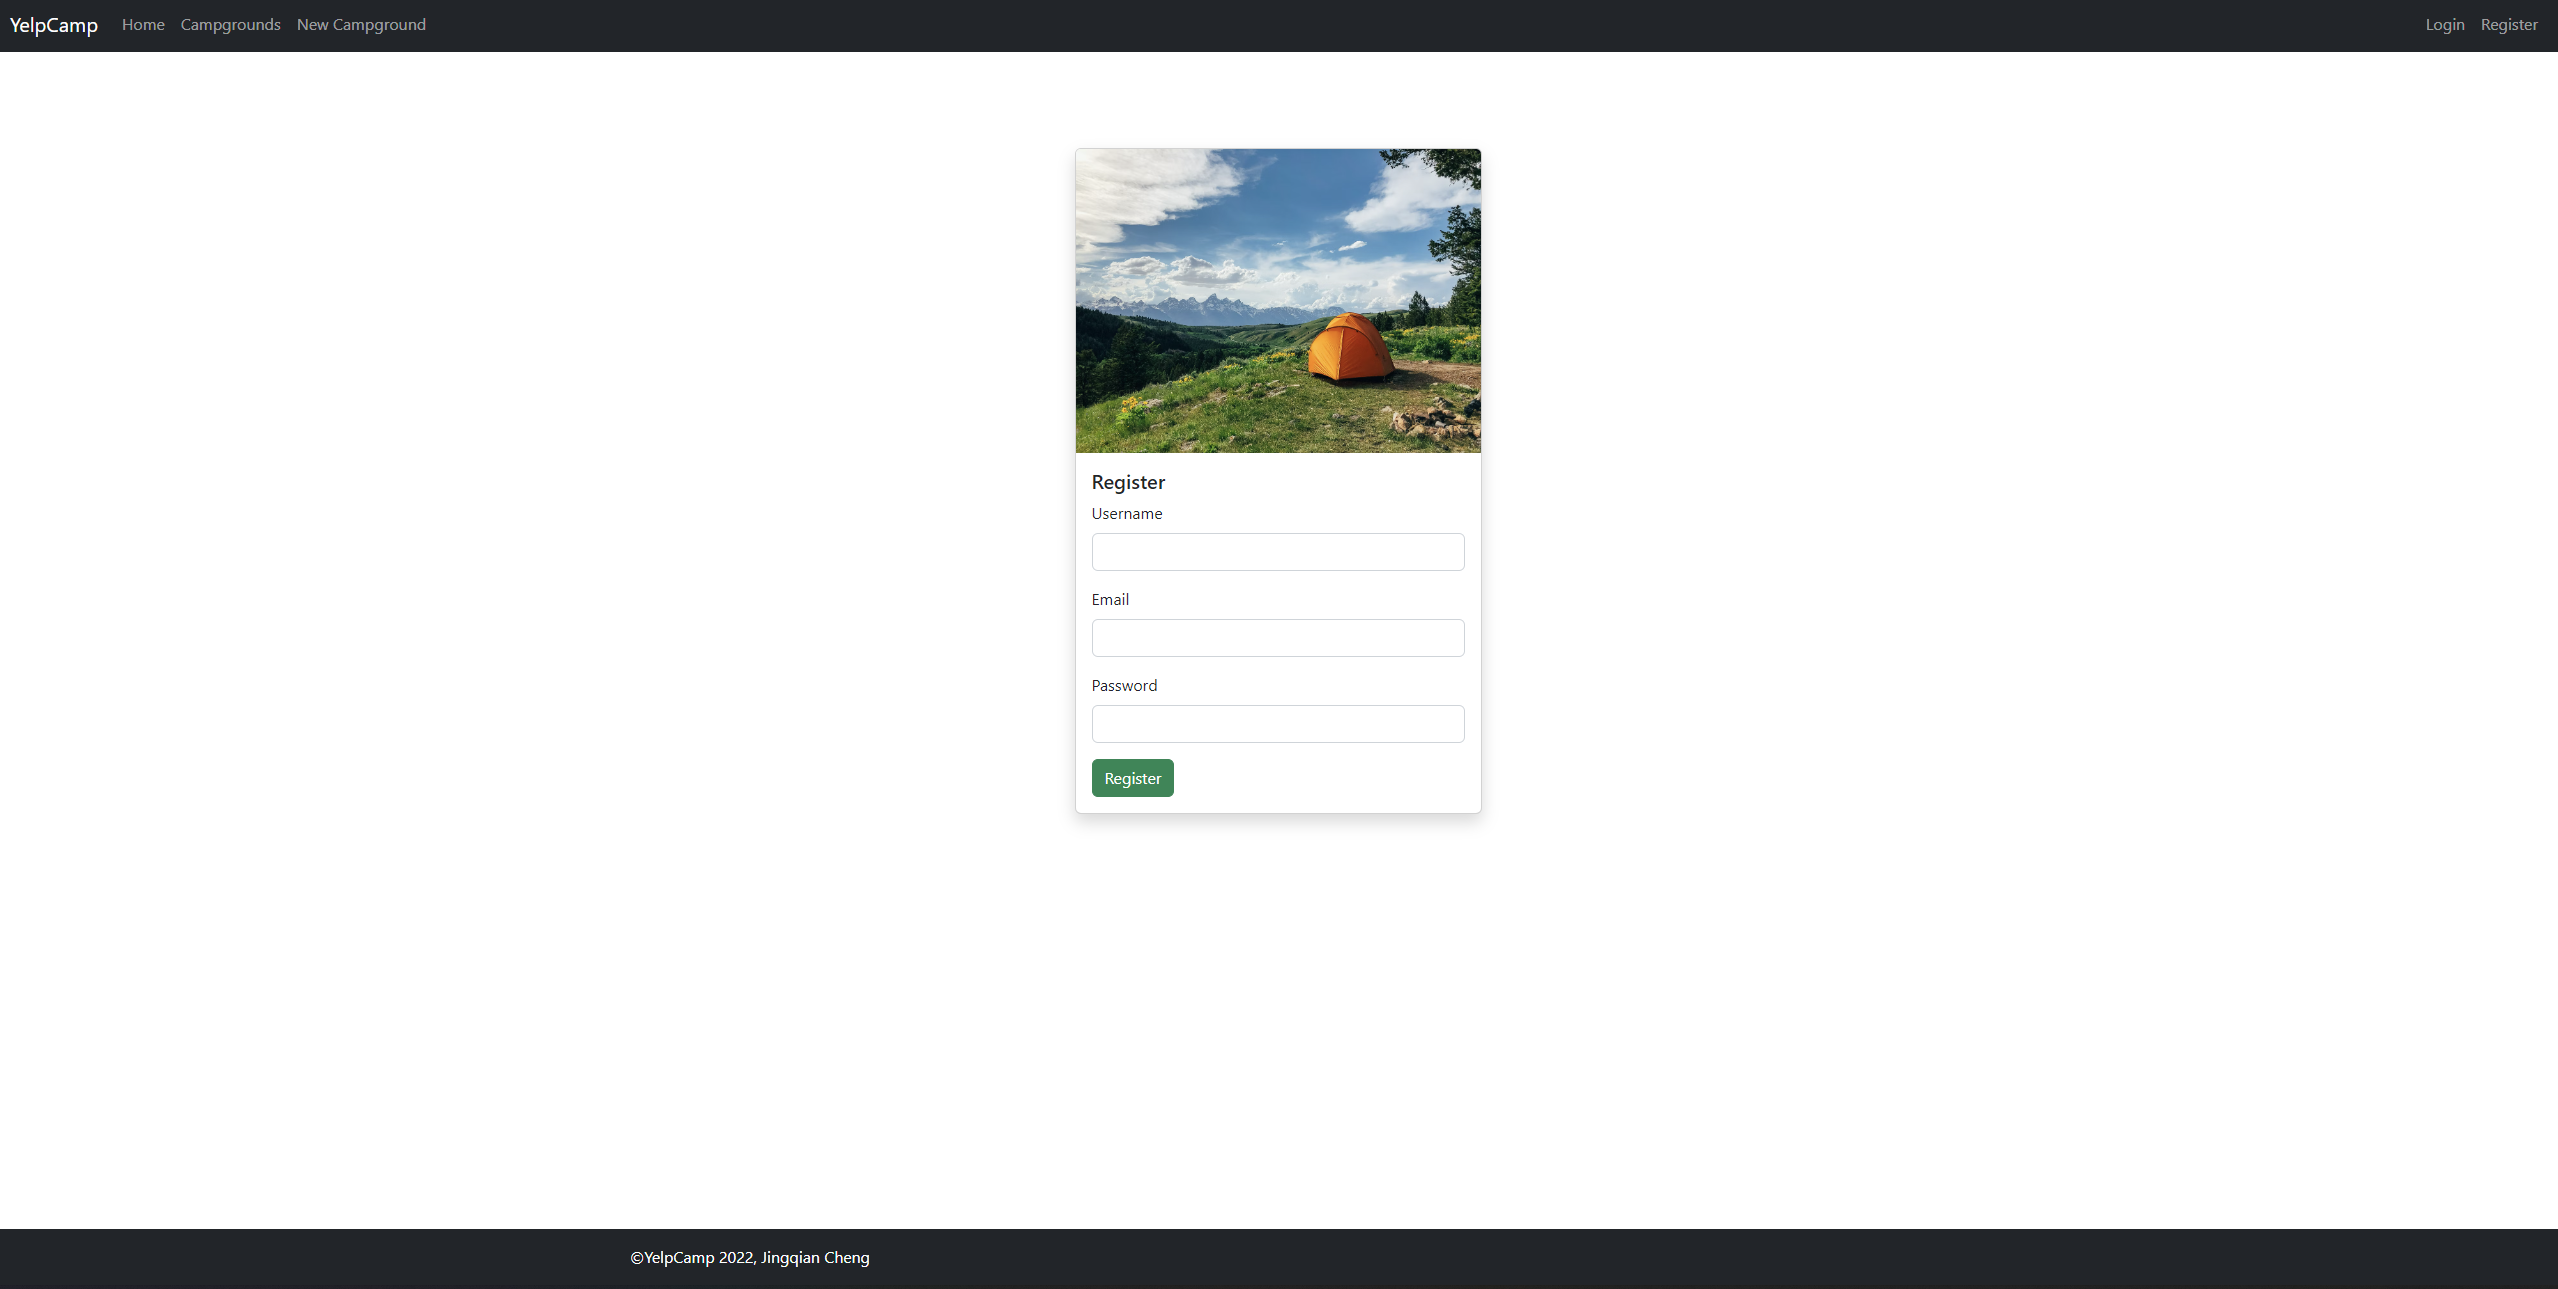 YelpCamp Home Campgrounds New Campground Login Register
Register
Username
Email
Password
Register
©YelpCamp 2022, Jingqian Cheng